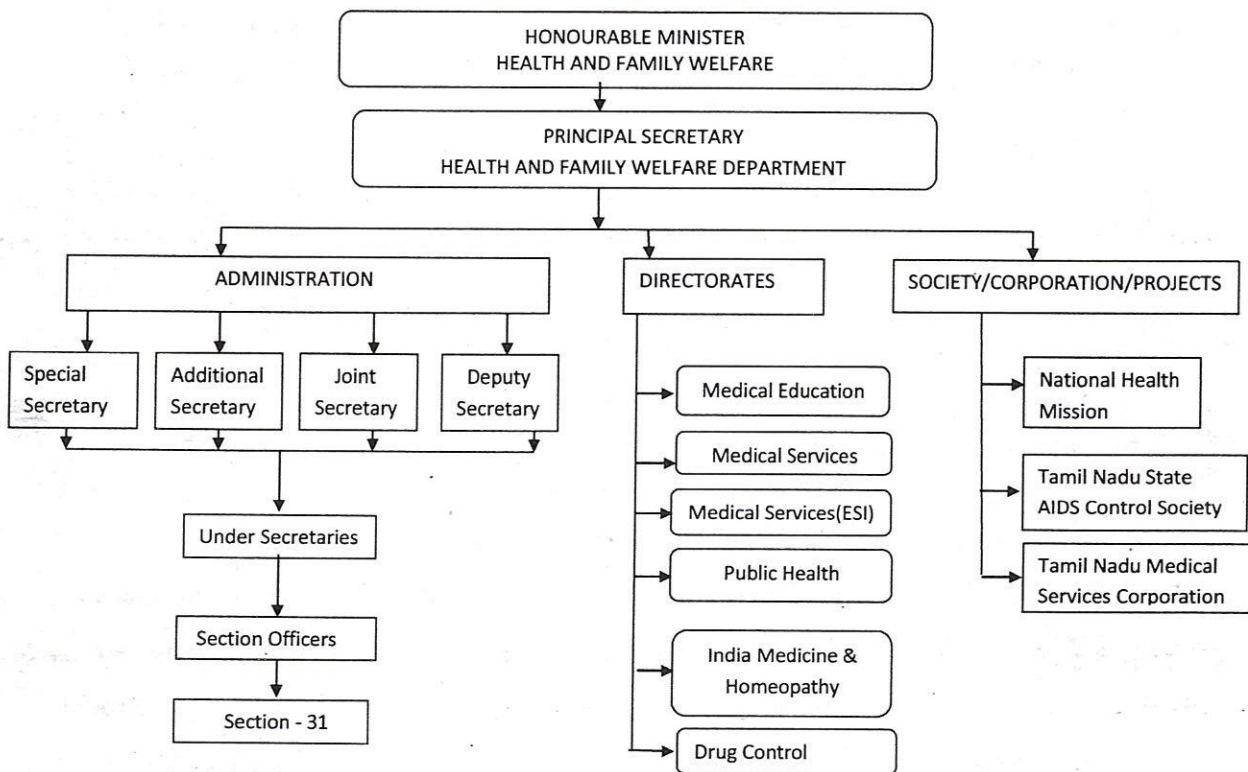 HONOURABLE MINISTER
HEALTH AND FAMILY WELFARE
PRINCIPAL SECRETARY
HEALTH AND FAMILY WELFARE DEPARTMENT
ADMINISTRATION
DIRECTORATES
SOCIETY/CORPORATION/PROJECTS
Special
Secretary
Additional
Secretary
Joint
Secretary
Deputy
Secretary
Under Secretaries
Section Officers
Section - 31
Medical Education
Medical Services
Medical Services(ESI)
Public Health
India Medicine &
Homeopathy
Drug Control
National Health
Mission
Tamil Nadu State
AIDS Control Society
Tamil Nadu Medical
Services Corporation